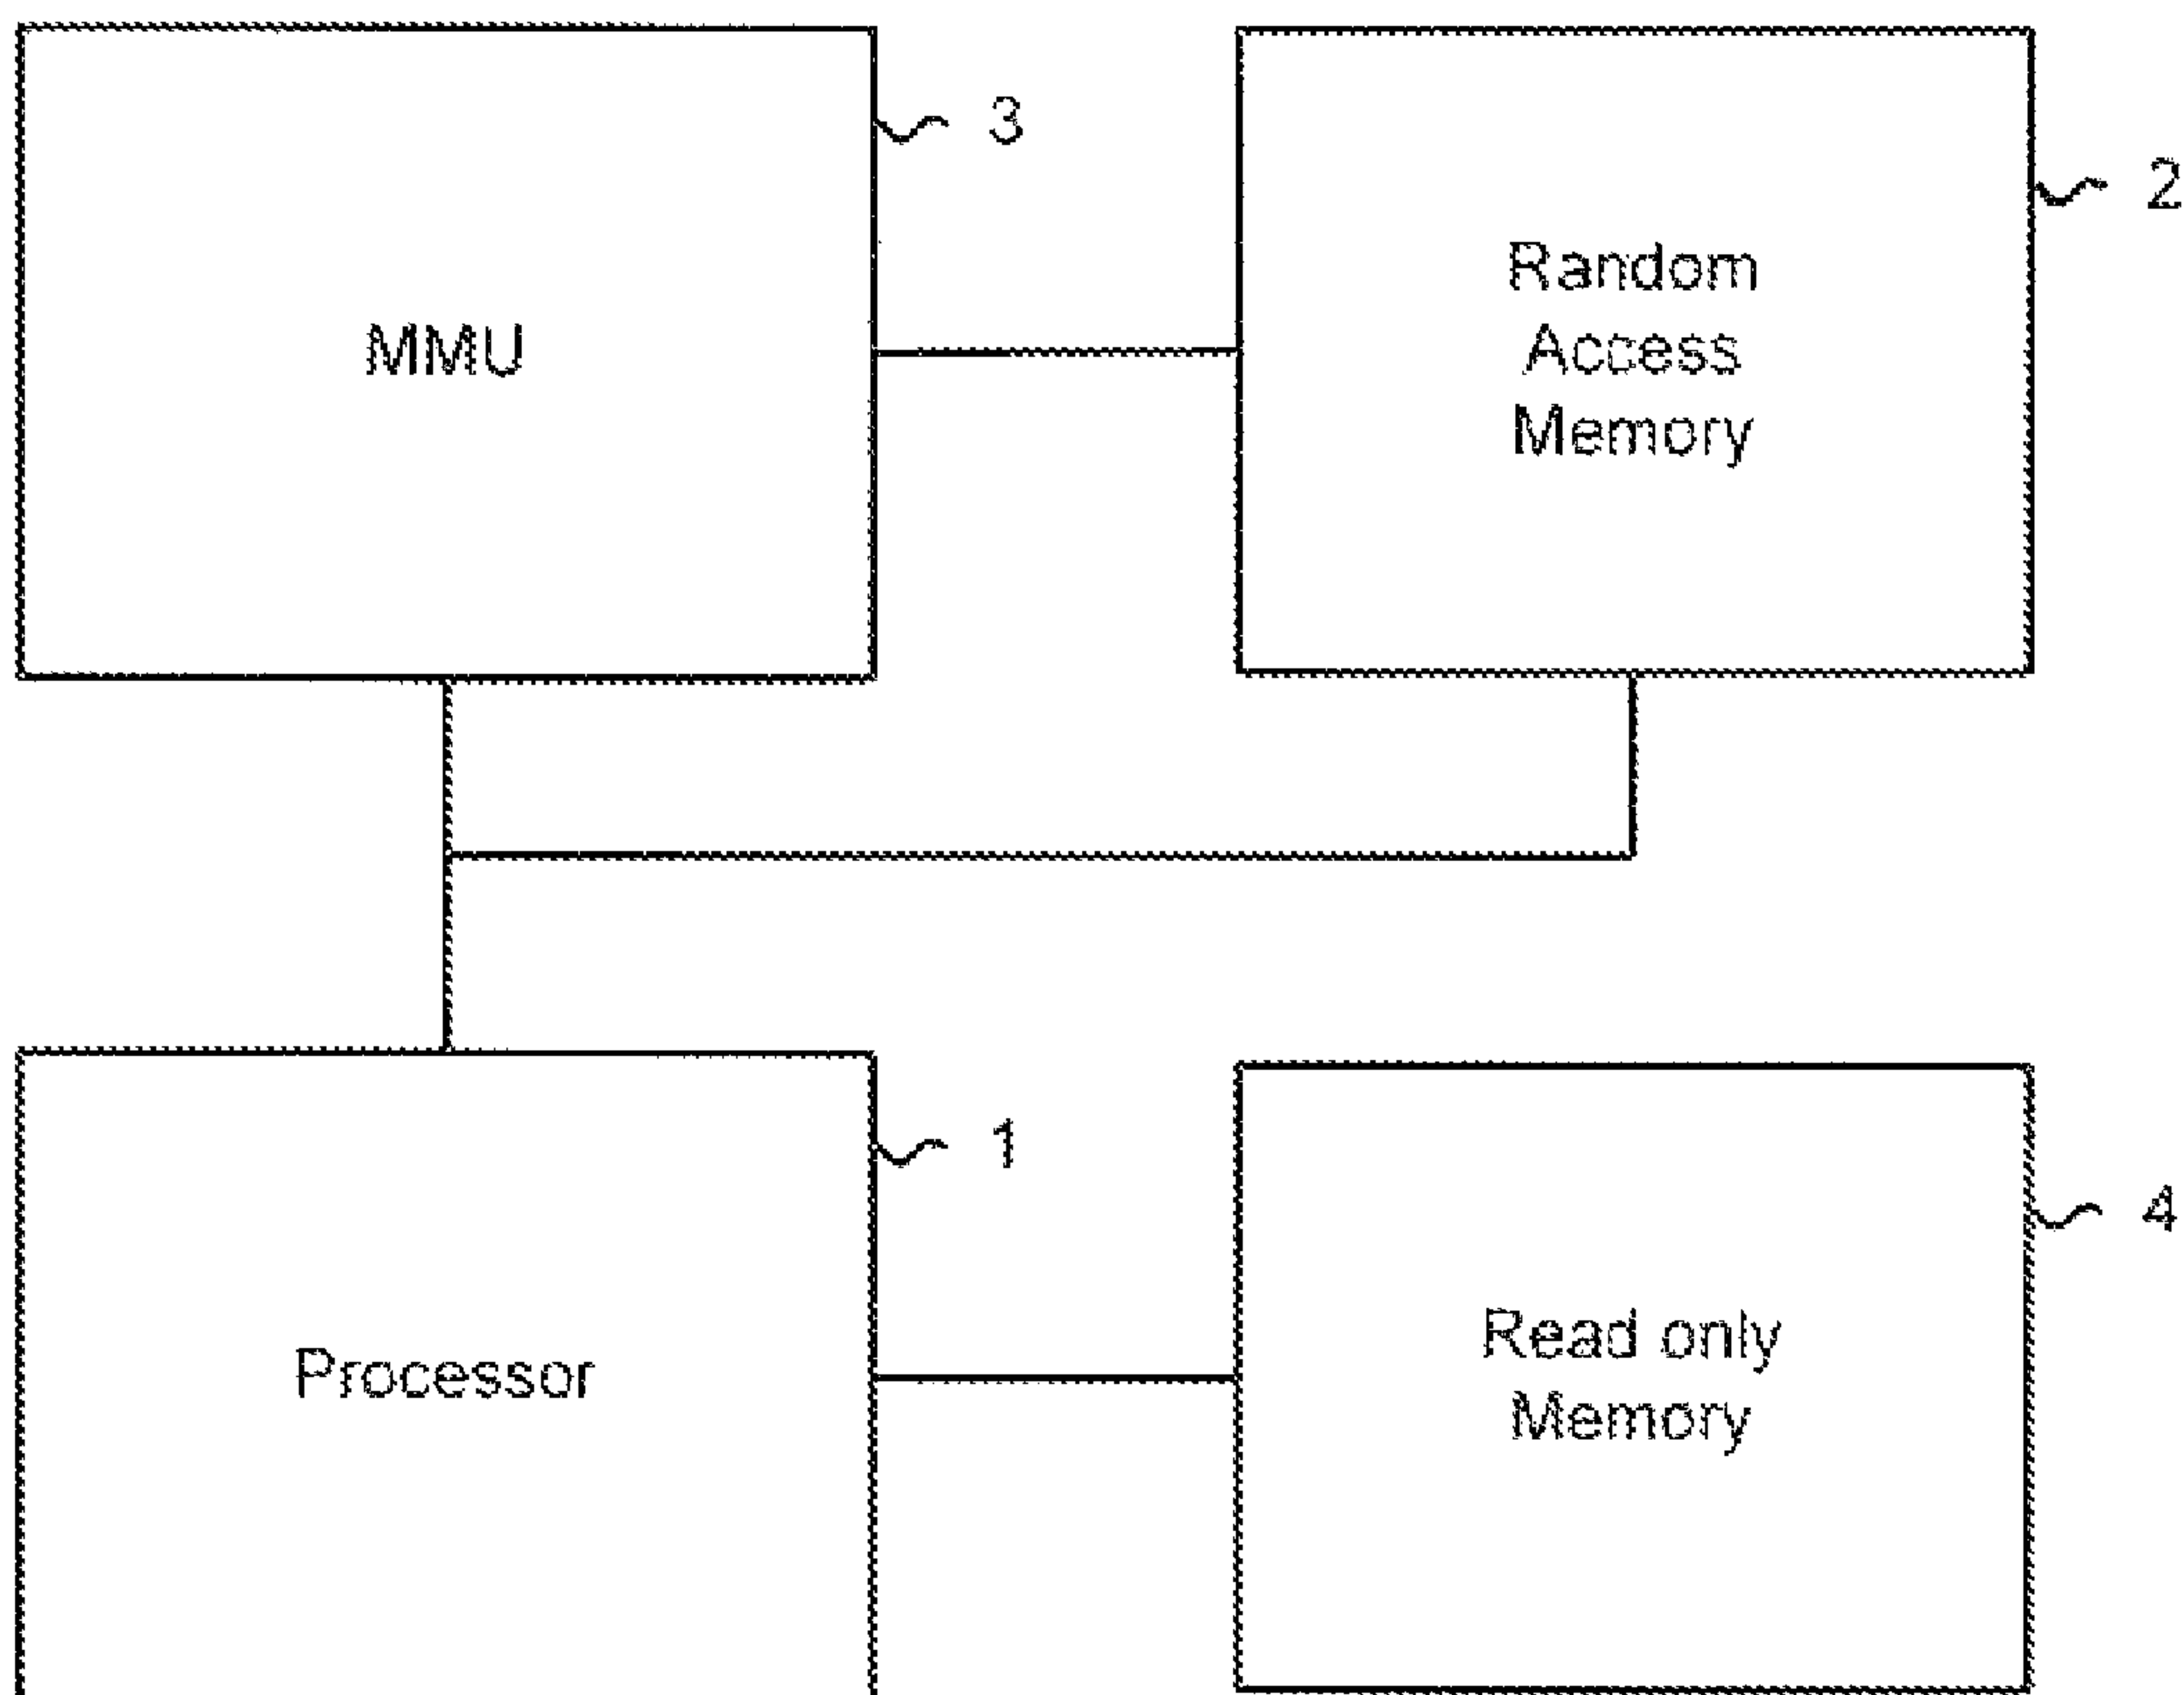 3
2
MMU
Random
Access
Memory
1
4
Processor
Read only
Memory